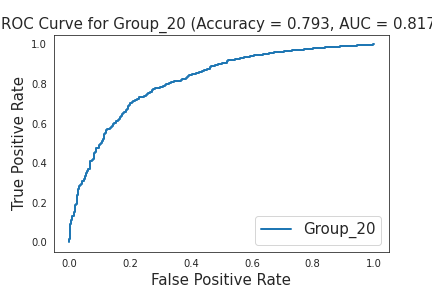 ROC Curve for Group_20 (Accuracy = 0.793, AUC = 0.817
True Positive Rate
1.0
0.8
0.6
0.4
0.2
0.0
Group_20
0.0 0.2 0.4 0.6 0.8 1.0
False Positive Rate